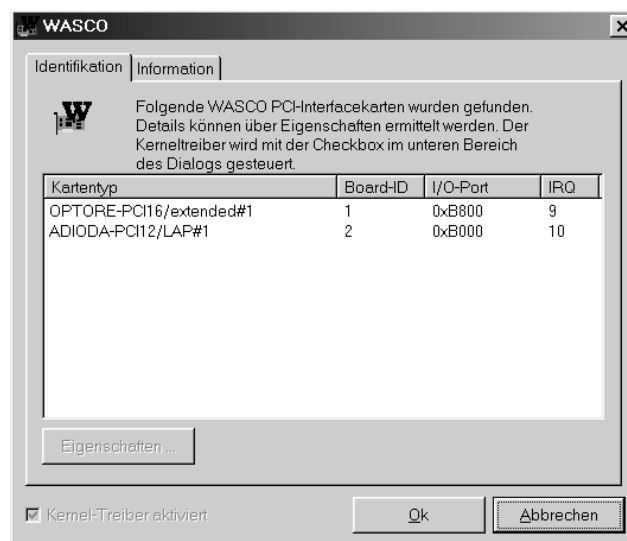 WASCO
Identifikation Information
Folgende WASCO PCI-Interfacekarten wurden gefunden.
Details können über Eigenschaften ermittelt werden. Der
Kerneltreiber wird mit der Checkbox im unteren Bereich
des Dialogs gesteuert.
Kartentyp Board-ID I/O-Port IRQ
OPTORE-PCI16/extended#1 1 0xB800 9
ADIODA-PCI12/LAP#1 2 0xB000 10
Eigenschaften ...
Kernel-Treiber aktiviert Ok Abbrechen